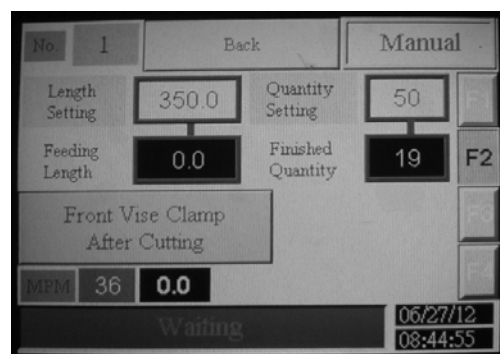 No. 1 Back Manual
Length Setting 350.0 Quantity Setting 50 F1
Feeding Length 0.0 Finished Quantity 19 F2
Front Vise Clamp After Cutting F3
F4
MPM 36 0.0
Waiting 06/27/12
08:44:55